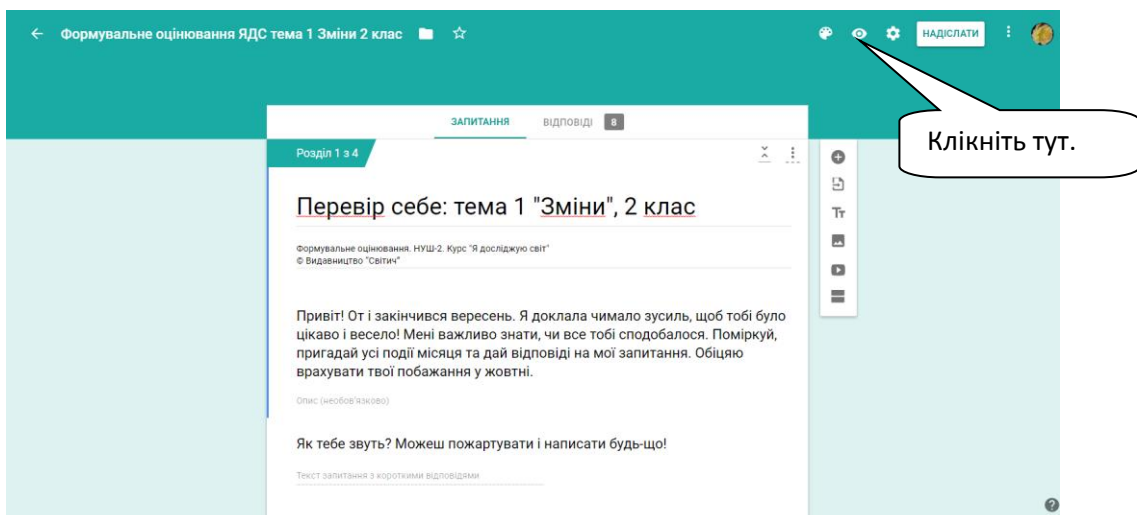 Формувальне оцінювання ЯДС тема 1 Зміни 2 клас
НАДІСЛАТИ
Клікніть тут.
ЗАПИТАННЯ ВІДПОВІДІ 8
Розділ 1 з 4
Перевір себе: тема 1 "Зміни", 2 клас
Формувальне оцінювання. НУШ-2. Курс "Я досліджую світ"
© Видавництво "Світич"
Привіт! От і закінчився вересень. Я доклала чимало зусиль, щоб тобі було
цікаво і весело! Мені важливо знати, чи все тобі сподобалося. Поміркуй,
пригадай усі події місяця та дай відповіді на мої запитання. Обіцяю
врахувати твої побажання у жовтні.
Опис (необов'язково)
Як тебе звуть? Можеш пожартувати і написати будь-що!
Текст запитання з короткими відповідями